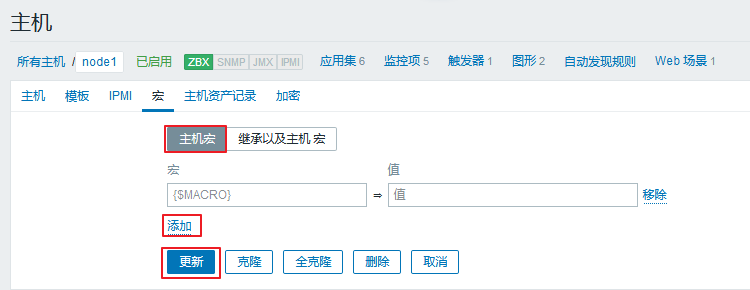 主机
所有主机 / node1 已启用 ZBX SNMP JMX IPMI 应用集 6 监控项 5 触发器 1 图形 2 自动发现规则 Web 场景 1
主机 模板 IPMI 宏 主机资产记录 加密
主机宏 继承以及主机 宏
宏 值
{$MACRO} ⇒ 值 移除
添加
更新 克隆 全克隆 删除 取消